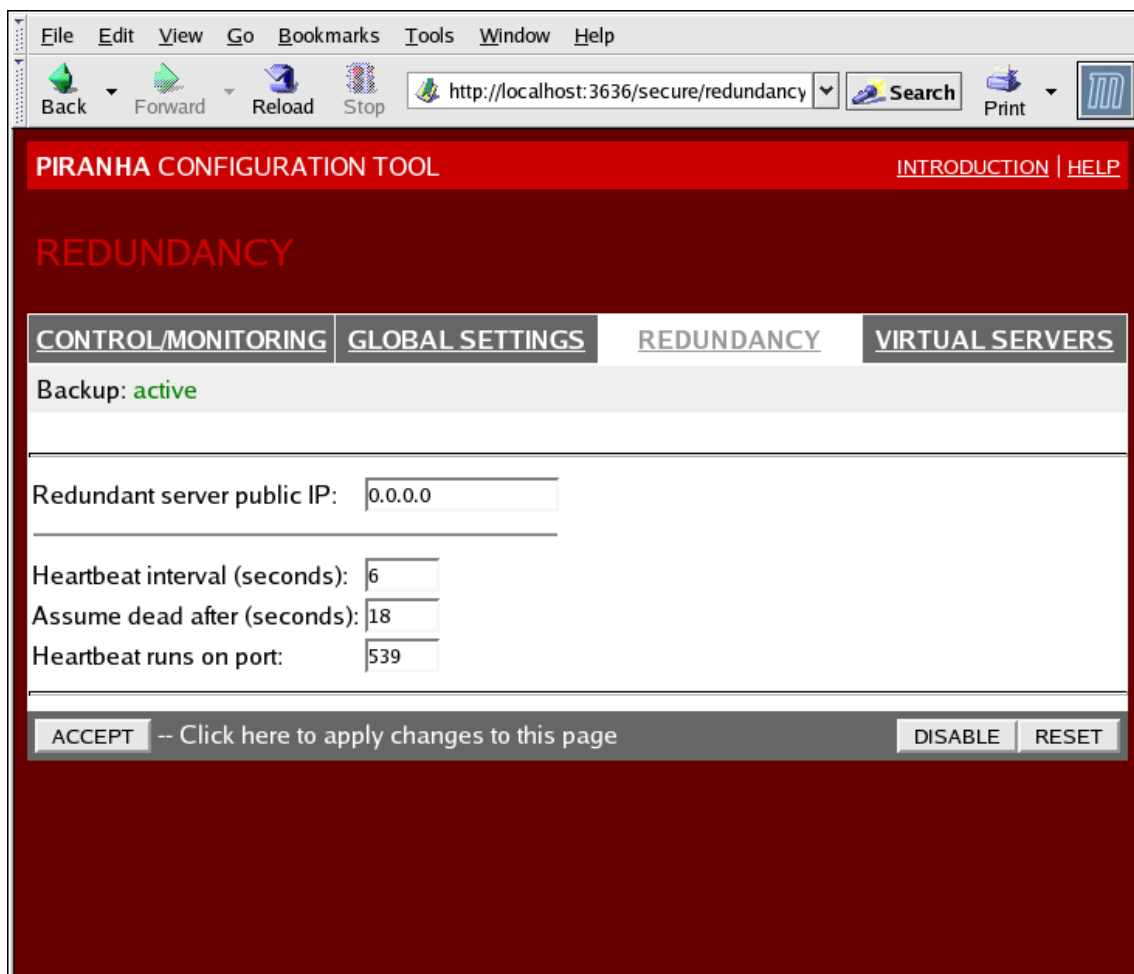 File Edit View Go Bookmarks Tools Window Help
Back Forward Reload Stop http://localhost:3636/secure/redundancy Search Print m
PIRANHA CONFIGURATION TOOL INTRODUCTION | HELP
REDUNDANCY
CONTROL/MONITORING GLOBAL SETTINGS REDUNDANCY VIRTUAL SERVERS
Backup: active
Redundant server public IP: 0.0.0.0
Heartbeat interval (seconds): 6
Assume dead after (seconds): 18
Heartbeat runs on port: 539
ACCEPT -- Click here to apply changes to this page DISABLE RESET